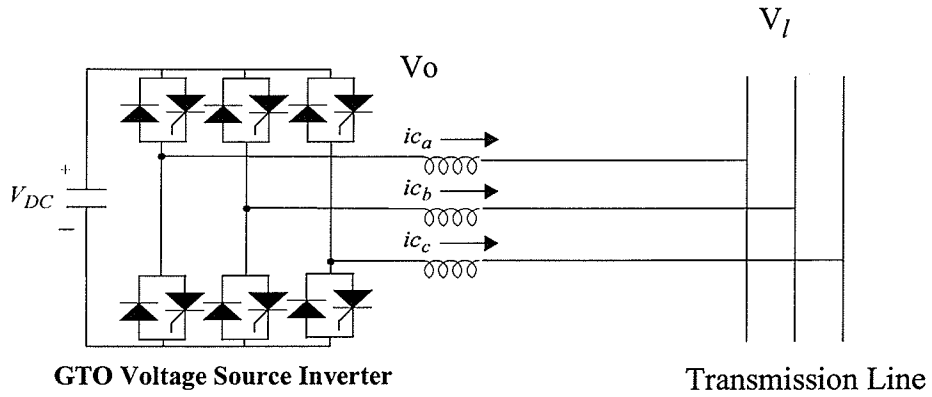 V_l
Vo
ic_a
+
V_DC
−
ic_b
ic_c
GTO Voltage Source Inverter
Transmission Line